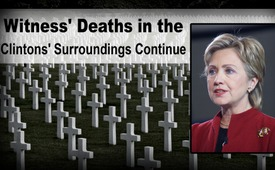 Witness' Deaths in the
Clintons' Surroundings Continue